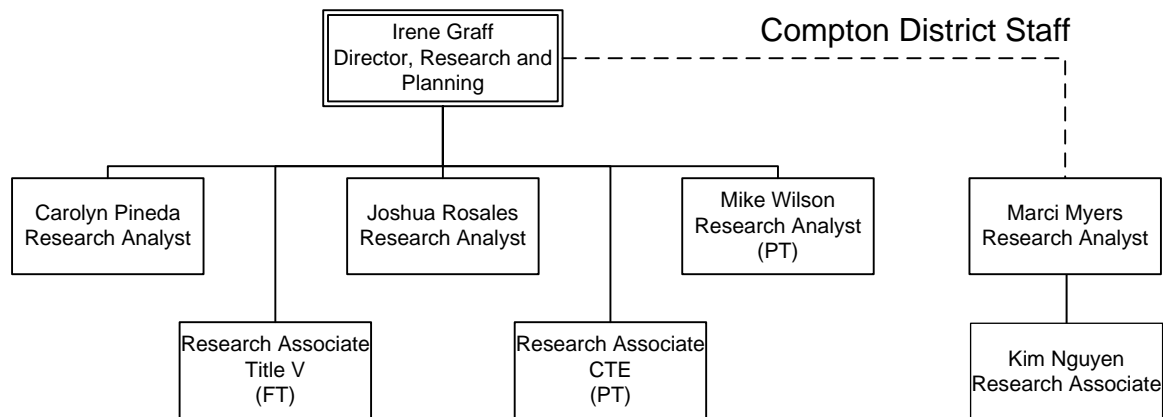 Irene Graff
Director, Research and
Planning
Compton District Staff
Carolyn Pineda
Research Analyst
Joshua Rosales
Research Analyst
Mike Wilson
Research Analyst
(PT)
Marci Myers
Research Analyst
Research Associate
Title V
(FT)
Research Associate
CTE
(PT)
Kim Nguyen
Research Associate